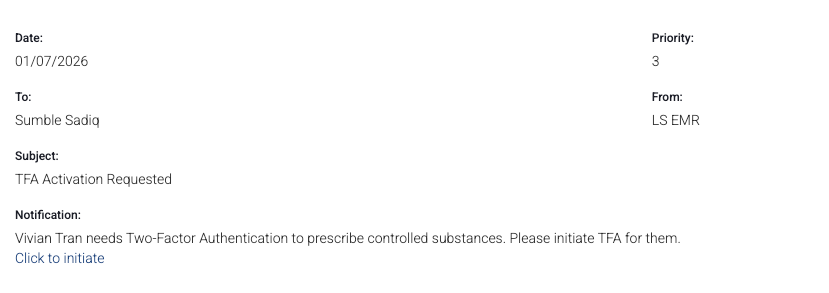 Date:
Priority:
01/07/2026
3
To:
From:
Sumble Sadiq
LS EMR
Subject:
TFA Activation Requested
Notification:
Vivian Tran needs Two-Factor Authentication to prescribe controlled substances. Please initiate TFA for them.
Click to initiate